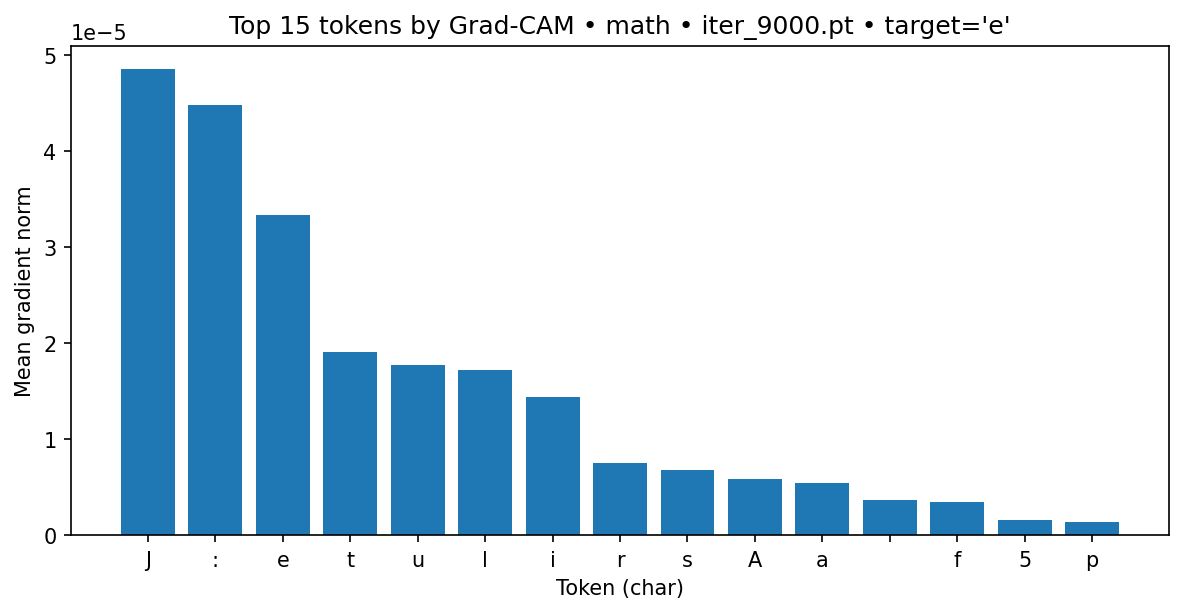 Top 15 tokens by Grad-CAM • math • iter_9000.pt • target='e'
1e−5
5
4
3
2
1
0
Mean gradient norm
J : e t u l i r s A a f 5 p
Token (char)